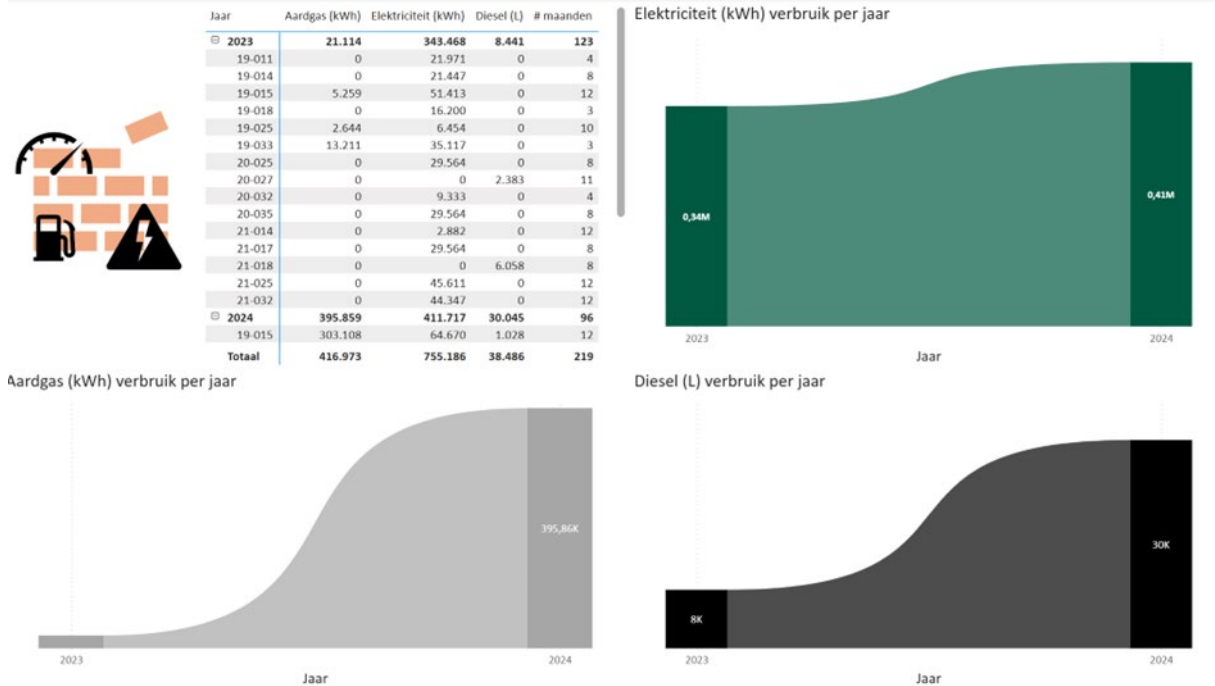 Jaar Aardgas (kWh) Elektriciteit (kWh) Diesel (L) # maanden
2023 21.114 343.468 8.441 123
19-011 0 21.971 0 4
19-014 0 21.447 0 8
19-015 5.259 51.413 0 12
19-018 0 16.200 0 3
19-025 2.644 6.454 0 10
19-033 13.211 35.117 0 3
20-025 0 29.564 0 8
20-027 0 0 2.383 11
20-032 0 9.333 0 4
20-035 0 29.564 0 8
21-014 0 2.882 0 12
21-017 0 29.564 0 8
21-018 0 0 6.058 8
21-025 0 45.611 0 12
21-032 0 44.347 0 12
2024 395.859 411.717 30.045 96
19-015 303.108 64.670 1.028 12
Totaal 416.973 755.186 38.486 219
Elektriciteit (kWh) verbruik per jaar
0,34M
0,41M
2023 2024
Jaar
Aardgas (kWh) verbruik per jaar
395,86K
2023 2024
Jaar
Diesel (L) verbruik per jaar
8K
30K
2023 2024
Jaar